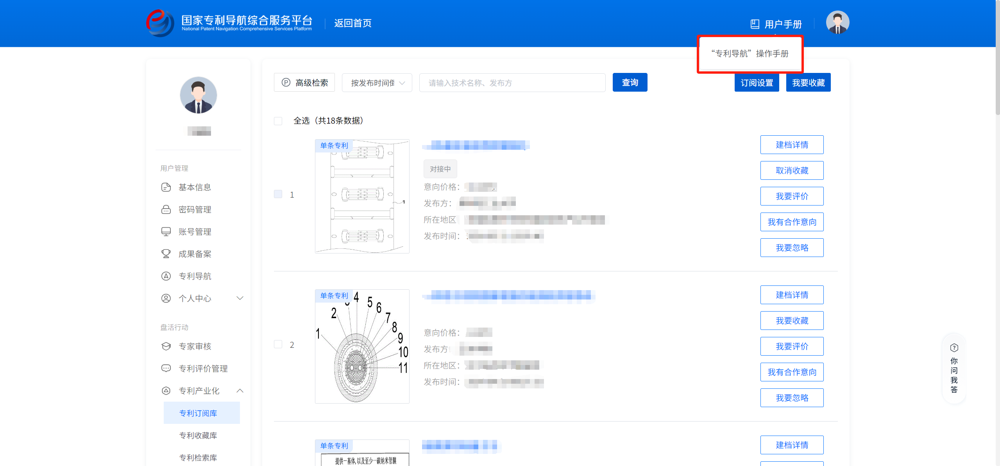 国家专利导航综合服务平台
National Patent Navigation Comprehensive Services Platform
返回首页
用户手册
“专利导航”操作手册
用户管理
基本信息
密码管理
账号管理
成果备案
专利导航
个人中心
盘活行动
专家审核
专利评价管理
专利产业化
专利订阅库
专利收藏库
专利检索库
高级检索
按发布时间倒
请输入技术名称、发布方
查询
订阅设置
我要收藏
全选（共18条数据）
1
单条专利
1
对接中
意向价格：
发布方：
所在地区
发布时间：
建档详情
取消收藏
我要评价
我有合作意向
我要忽略
2
单条专利
1
2
4
5
6
7
8
9
10
11
意向价格：
发布方
所在地区：
发布时间：
建档详情
我要收藏
我要评价
我有合作意向
我要忽略
单条专利
提供一基体,以及至少一碳纳米管膜
建档详情
你问我答